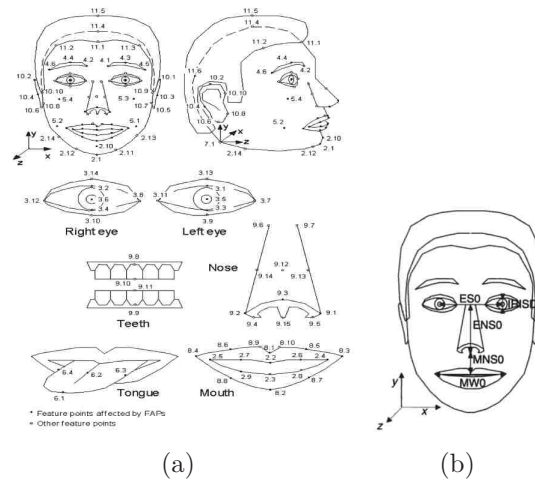 11.5
11.4
11.2 11.1 11.3
4.4 4.2 4.1 4.3
4.6 4.5
10.2 10.1
10.10 10.9
10.4 5.4 5.3 10.3
10.8 10.7
10.6 10.5
5.2 5.1
2.14 2.13
2.10
2.12 2.11
2.1
y
x
z
11.5
11.4
11.2 11.1
4.4
4.6 4.2
11.6
10.2
10.10
10.4
5.4
10.8
10.6
5.2
y
x
z
7.1
2.10
2.14 2.12 2.1
3.14
3.2
3.12 3.6 3.8
3.4
3.10
Right eye
3.13
3.1
3.11 3.5 3.7
3.3
3.9
Left eye
9.8
9.10 9.11
9.9
Teeth
Nose
9.6 9.7
9.12
9.14 9.13
9.3
9.2 9.1
9.4 9.15 9.5
6.4 6.2 6.3
6.1
Tongue
8.6 8.9 8.1 8.10 8.5
8.4 8.3
2.5 2.7 2.2 2.6 2.4
2.9 2.3 2.8
8.8 8.7
8.2
Mouth
Feature points affected by FAPs
Other feature points
(a)
ES0
IRISD
ENS0
MNS0
MW0
y
x
z
(b)